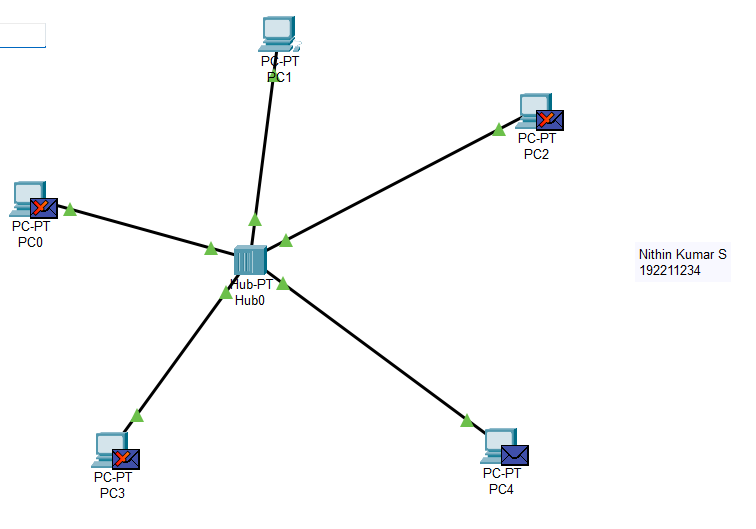 PC-PT
PC1
PC-PT
PC2
PC-PT
PC0
Nithin Kumar S
192211234
Hub-PT
Hub0
PC-PT
PC3
PC-PT
PC4